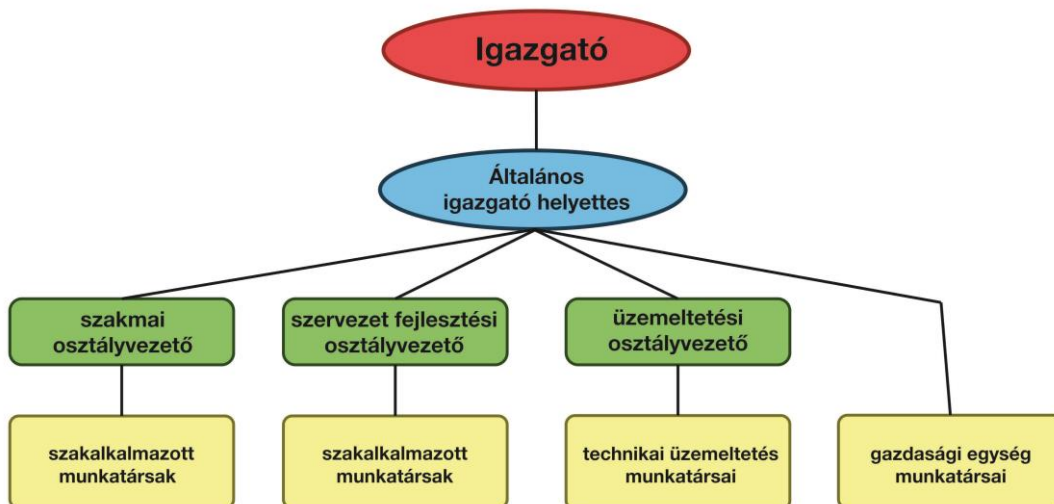 Igazgató
Általános
igazgató helyettes
szakmai
osztályvezető
szervezet fejlesztési
osztályvezető
üzemeltetési
osztályvezető
szakalkalmazott
munkatársak
szakalkalmazott
munkatársak
technikai üzemeltetés
munkatársai
gazdasági egység
munkatársai